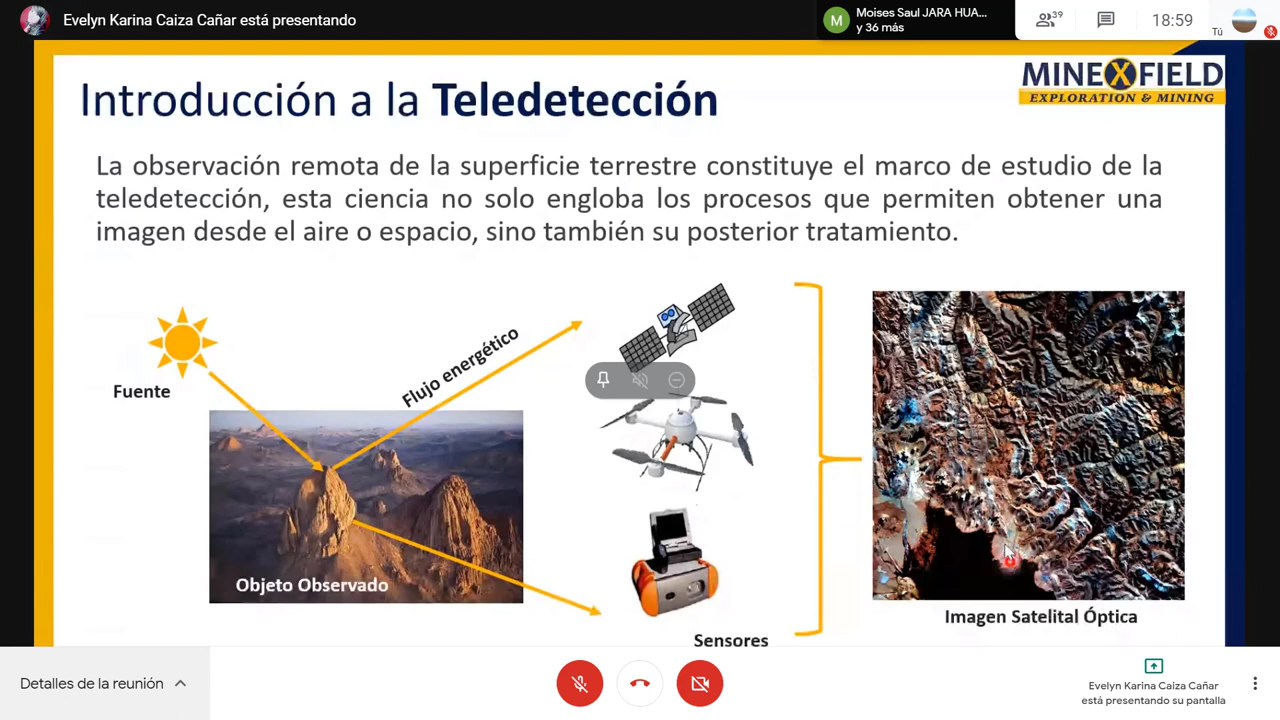 Evelyn Karina Caiza Cañar está presentando
M
Moises Saul JARA HUA...
y 36 más
39
18:59
Tú
Introducción a la Teledetección
MINEXFIELD
EXPLORATION & MINING
La observación remota de la superficie terrestre constituye el marco de estudio de la
teledetección, esta ciencia no solo engloba los procesos que permiten obtener una
imagen desde el aire o espacio, sino también su posterior tratamiento.
Fuente
Flujo energético
Objeto Observado
Sensores
Imagen Satelital Óptica
Detalles de la reunión
Evelyn Karina Caiza Cañar
está presentando su pantalla